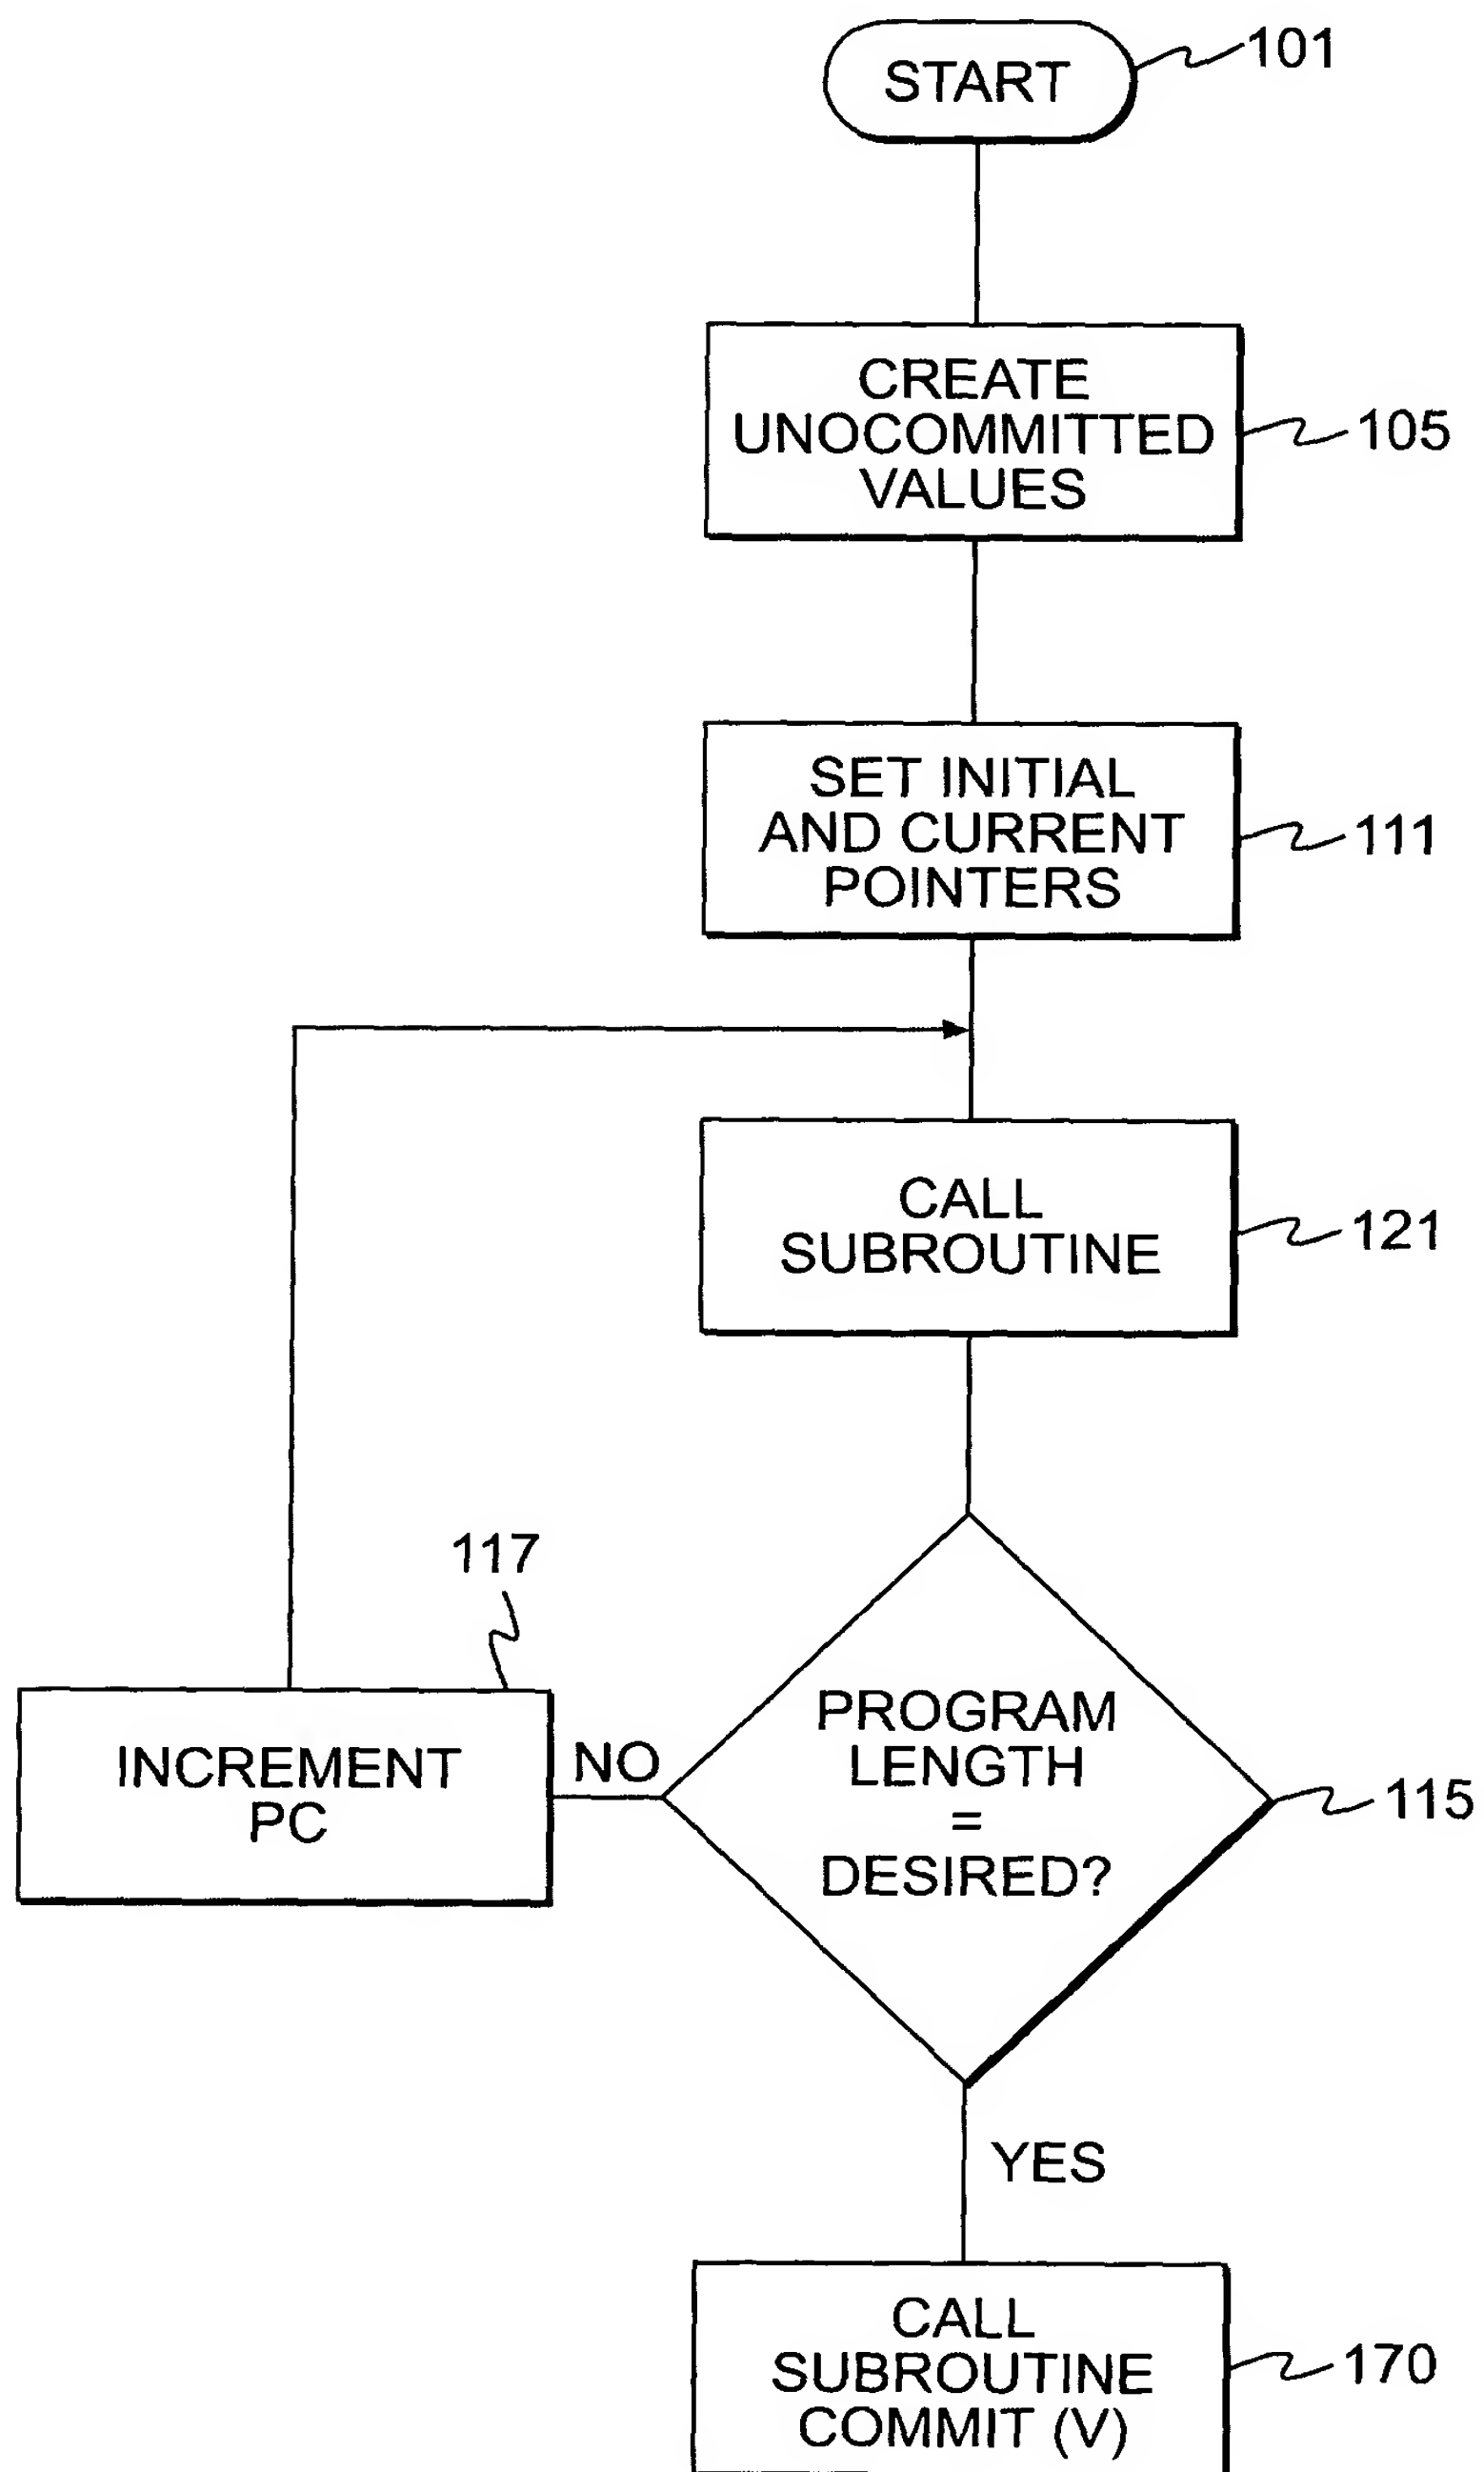 START
101
CREATE
UNOCOMMITTED
VALUES
105
SET INITIAL
AND CURRENT
POINTERS
111
CALL
SUBROUTINE
121
117
INCREMENT
PC
NO
PROGRAM
LENGTH
=
DESIRED?
115
YES
CALL
SUBROUTINE
COMMIT (V)
170